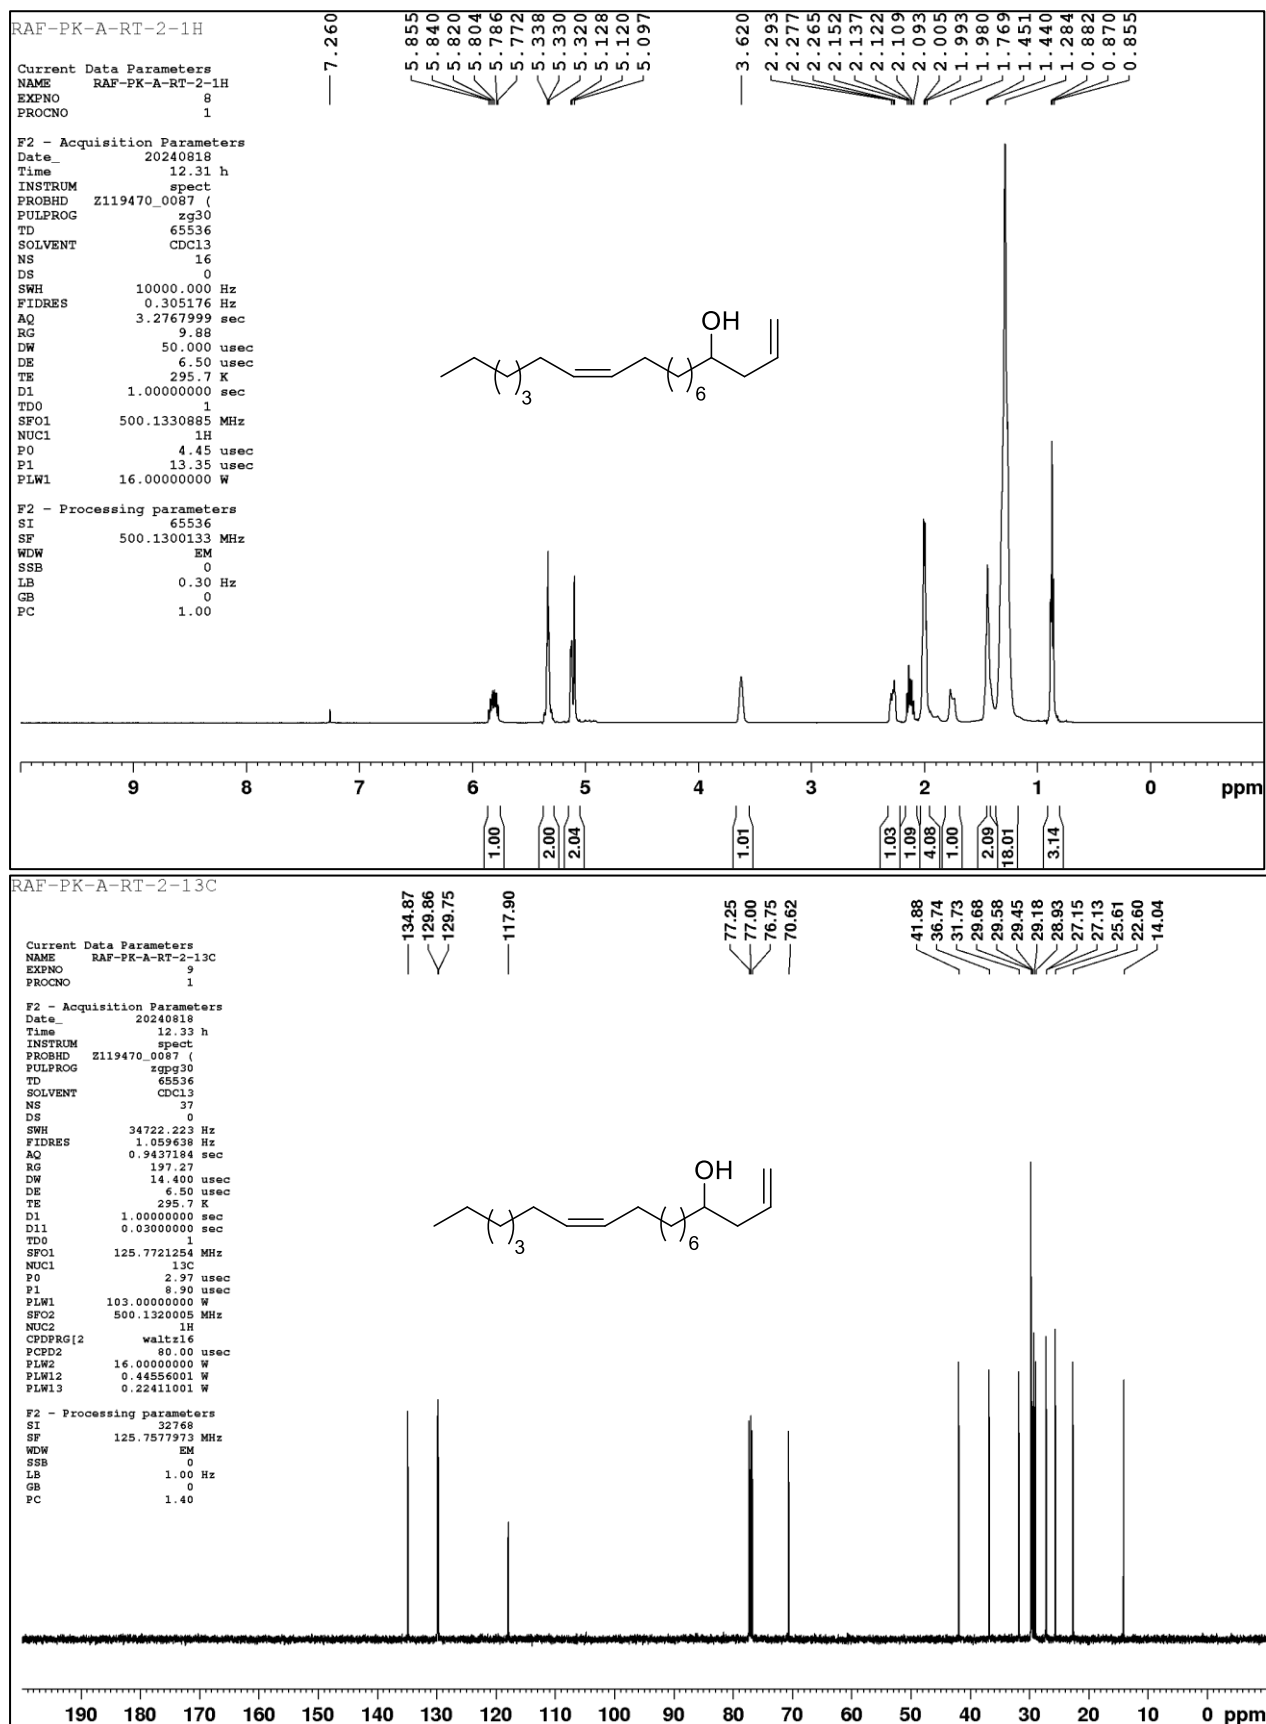 RAF-PK-A-RT-2-1H
7.260
5.855
5.840
5.820
5.804
5.786
5.772
5.338
5.330
5.320
5.128
5.120
5.097
3.620
2.293
2.277
2.265
2.152
2.137
2.122
2.109
2.093
2.005
1.993
1.980
1.769
1.451
1.440
1.284
0.882
0.870
0.855
Current Data Parameters
NAME RAF-PK-A-RT-2-1H
EXPNO 8
PROCNO 1
F2 - Acquisition Parameters
Date_ 20240818
Time 12.31 h
INSTRUM spect
PROBHD Z119470_0087 (
PULPROG zg30
TD 65536
SOLVENT CDCl3
NS 16
DS 0
SWH 10000.000 Hz
FIDRES 0.305176 Hz
AQ 3.2767999 sec
RG 9.88
DW 50.000 usec
DE 6.50 usec
TE 295.7 K
D1 1.00000000 sec
TD0 1
SFO1 500.1330885 MHz
NUC1 1H
P0 4.45 usec
P1 13.35 usec
PLW1 16.00000000 W
F2 - Processing parameters
SI 65536
SF 500.1300133 MHz
WDW EM
SSB 0
LB 0.30 Hz
GB 0
PC 1.00
OH
3 6
9 8 7 6 5 4 3 2 1 0 ppm
1.00
2.00
2.04
1.01
1.03
1.09
4.08
1.00
2.09
18.01
3.14
RAF-PK-A-RT-2-13C
134.87
129.86
129.75
117.90
77.25
77.00
76.75
70.62
41.88
36.74
31.73
29.68
29.58
29.45
29.18
28.93
27.15
27.13
25.61
22.60
14.04
Current Data Parameters
NAME RAF-PK-A-RT-2-13C
EXPNO 9
PROCNO 1
F2 - Acquisition Parameters
Date_ 20240818
Time 12.33 h
INSTRUM spect
PROBHD Z119470_0087 (
PULPROG zgpg30
TD 65536
SOLVENT CDCl3
NS 37
DS 0
SWH 34722.223 Hz
FIDRES 1.059638 Hz
AQ 0.9437184 sec
RG 197.27
DW 14.400 usec
DE 6.50 usec
TE 295.7 K
D1 1.00000000 sec
D11 0.03000000 sec
TD0 1
SFO1 125.7721254 MHz
NUC1 13C
P0 2.97 usec
P1 8.90 usec
PLW1 103.00000000 W
SFO2 500.1320005 MHz
NUC2 1H
CPDPRG[2 waltz16
PCPD2 80.00 usec
PLW2 16.00000000 W
PLW12 0.44556001 W
PLW13 0.22411001 W
F2 - Processing parameters
SI 32768
SF 125.7577973 MHz
WDW EM
SSB 0
LB 1.00 Hz
GB 0
PC 1.40
OH
3 6
190 180 170 160 150 140 130 120 110 100 90 80 70 60 50 40 30 20 10 0 ppm